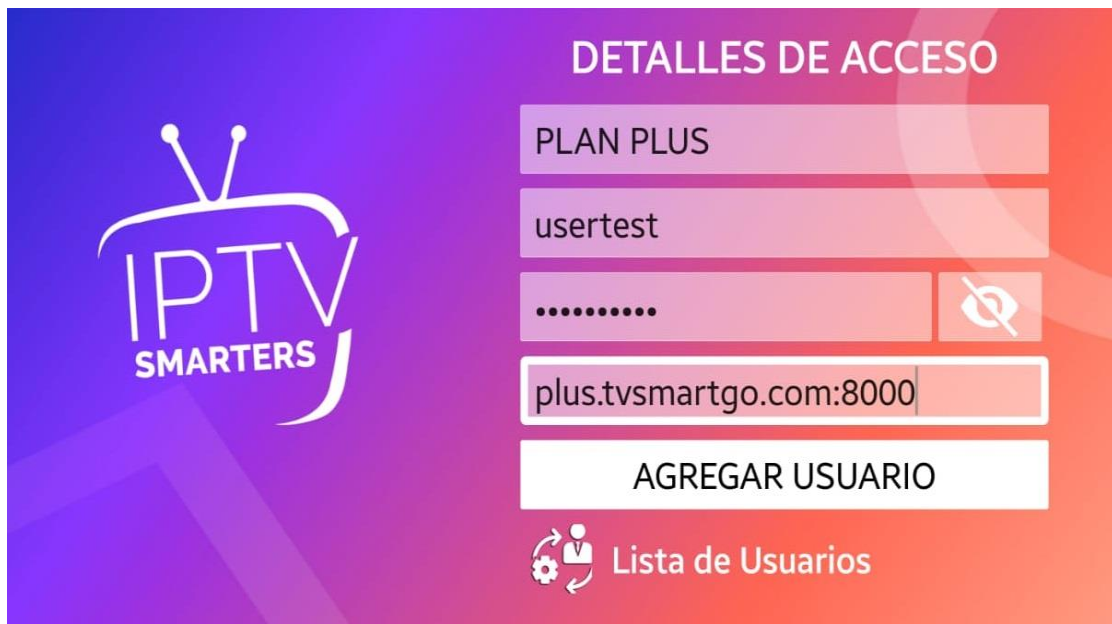 IPTV
SMARTERS
DETALLES DE ACCESO
PLAN PLUS
usertest
••••••••••
plus.tvsmartgo.com:8000
AGREGAR USUARIO
Lista de Usuarios